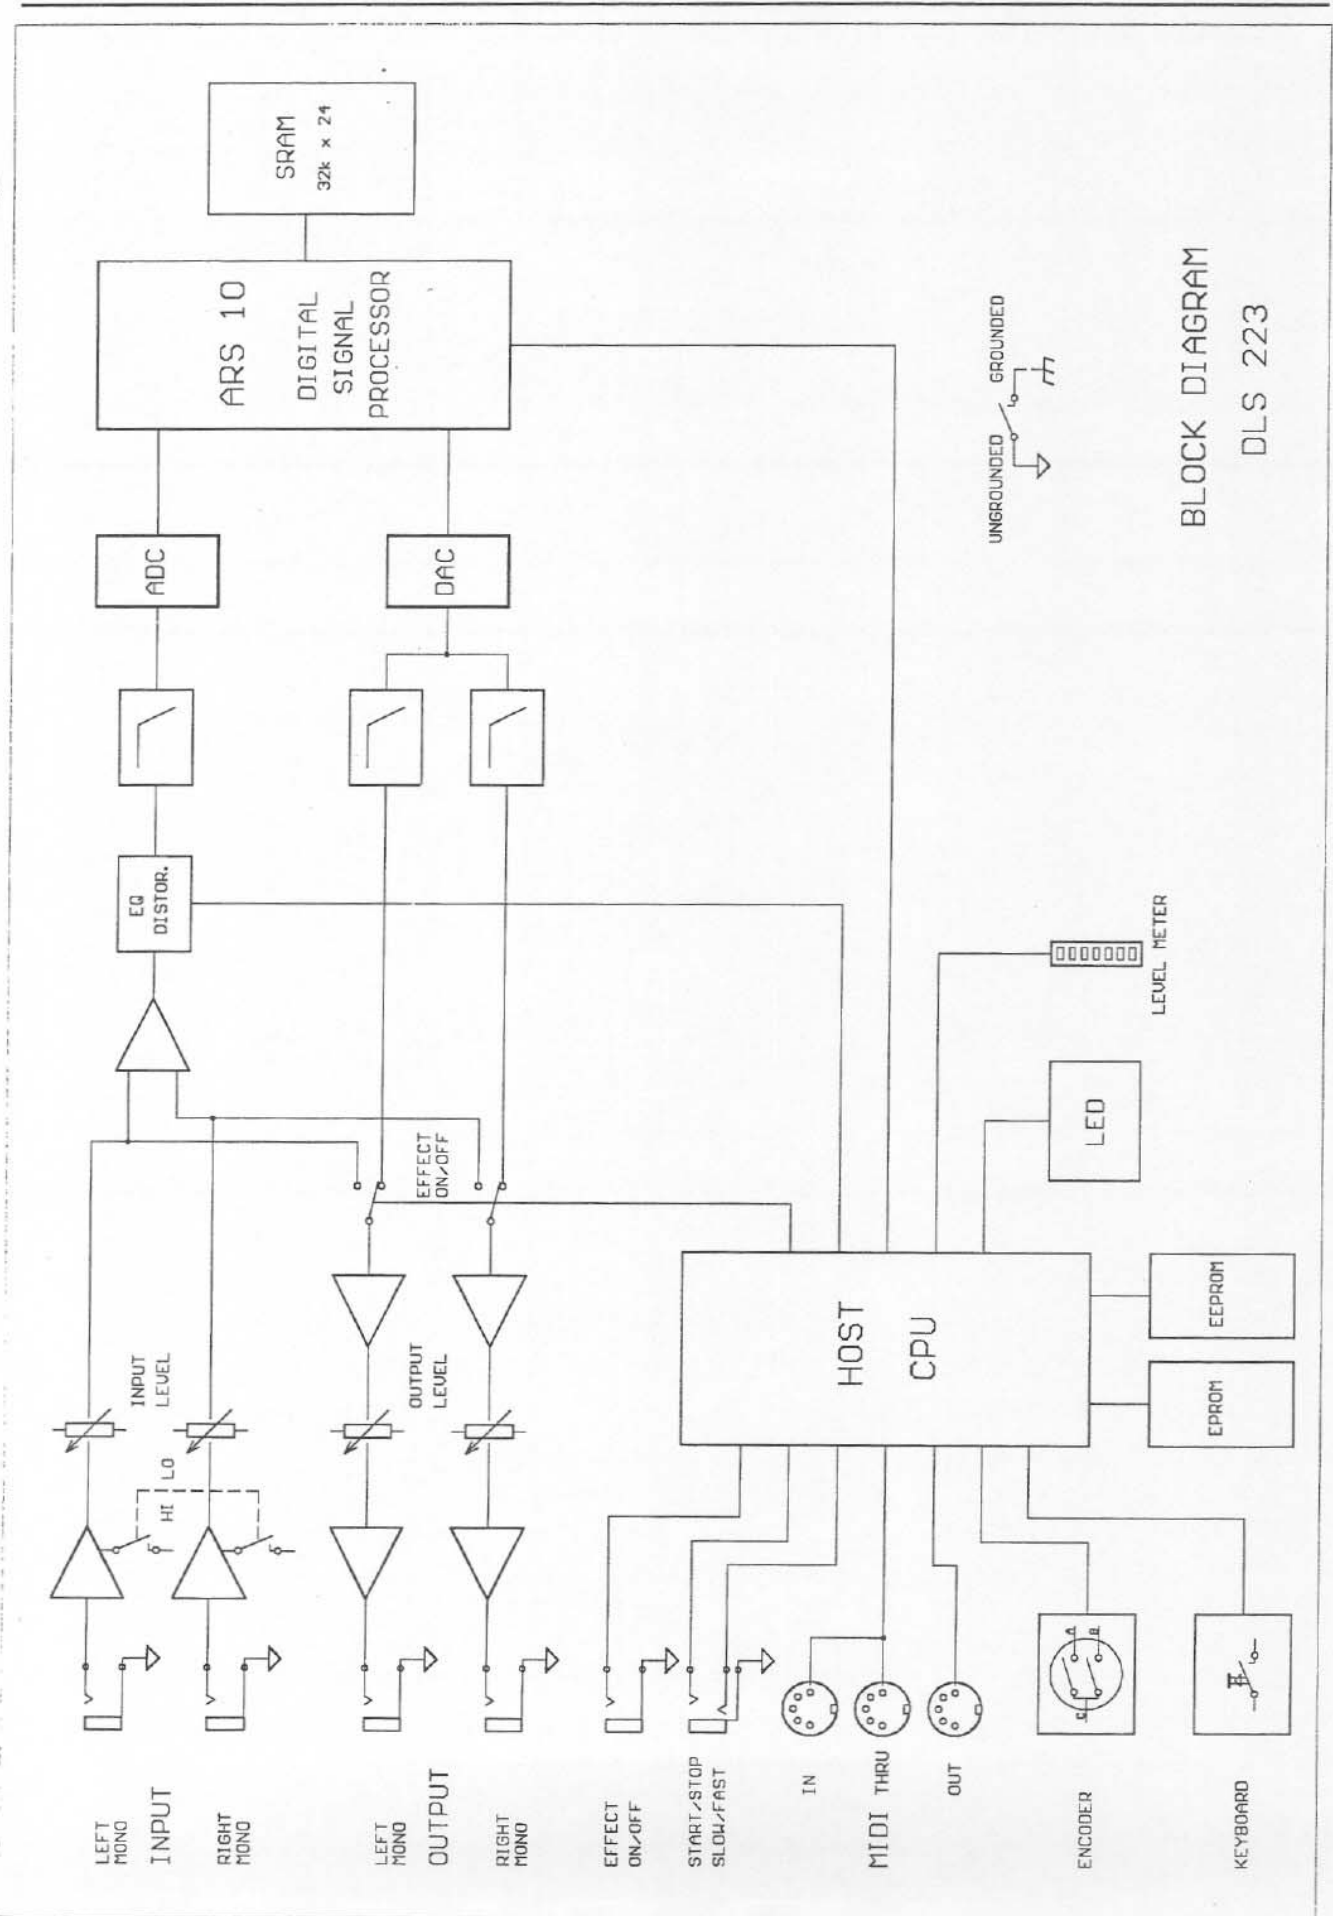 LEFT
MONO
INPUT
RIGHT
MONO
HI
LO
INPUT
LEVEL
EQ
DISTOR.
ADC
ARS 10
DIGITAL
SIGNAL
PROCESSOR
SRAM
32k x 24
LEFT
MONO
OUTPUT
RIGHT
MONO
OUTPUT
LEVEL
EFFECT
ON/OFF
DAC
EFFECT
ON/OFF
START/STOP
SLOW/FAST
IN
MIDI THRU
OUT
HOST
CPU
ENCODER
C
A
B
KEYBOARD
EPROM
EEPROM
LED
LEVEL METER
UNGROUNDED
GROUNDED
BLOCK DIAGRAM
DLS 223